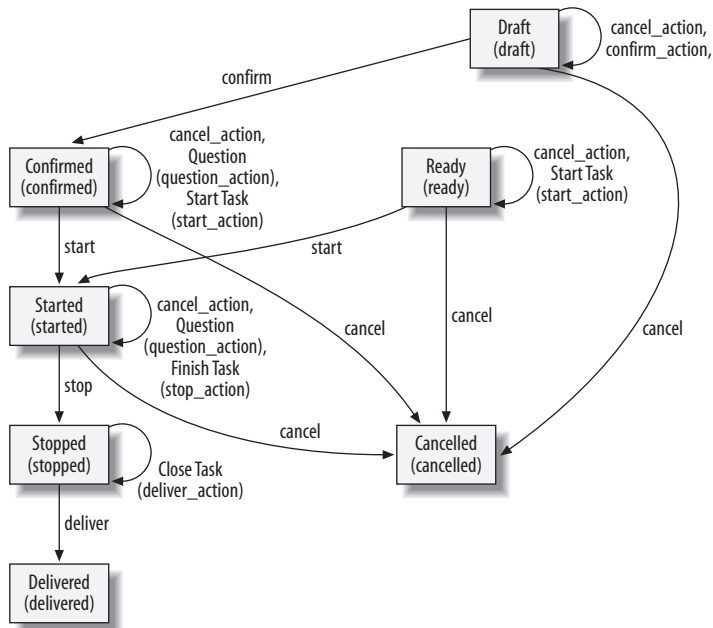 Draft
(draft)
cancel_action,
confirm_action,
confirm
Confirmed
(confirmed)
cancel_action,
Question
(question_action),
Start Task
(start_action)
Ready
(ready)
cancel_action,
Start Task
(start_action)
start
start
Started
(started)
cancel_action,
Question
(question_action),
Finish Task
(stop_action)
cancel
cancel
cancel
stop
cancel
Stopped
(stopped)
Close Task
(deliver_action)
Cancelled
(cancelled)
deliver
Delivered
(delivered)